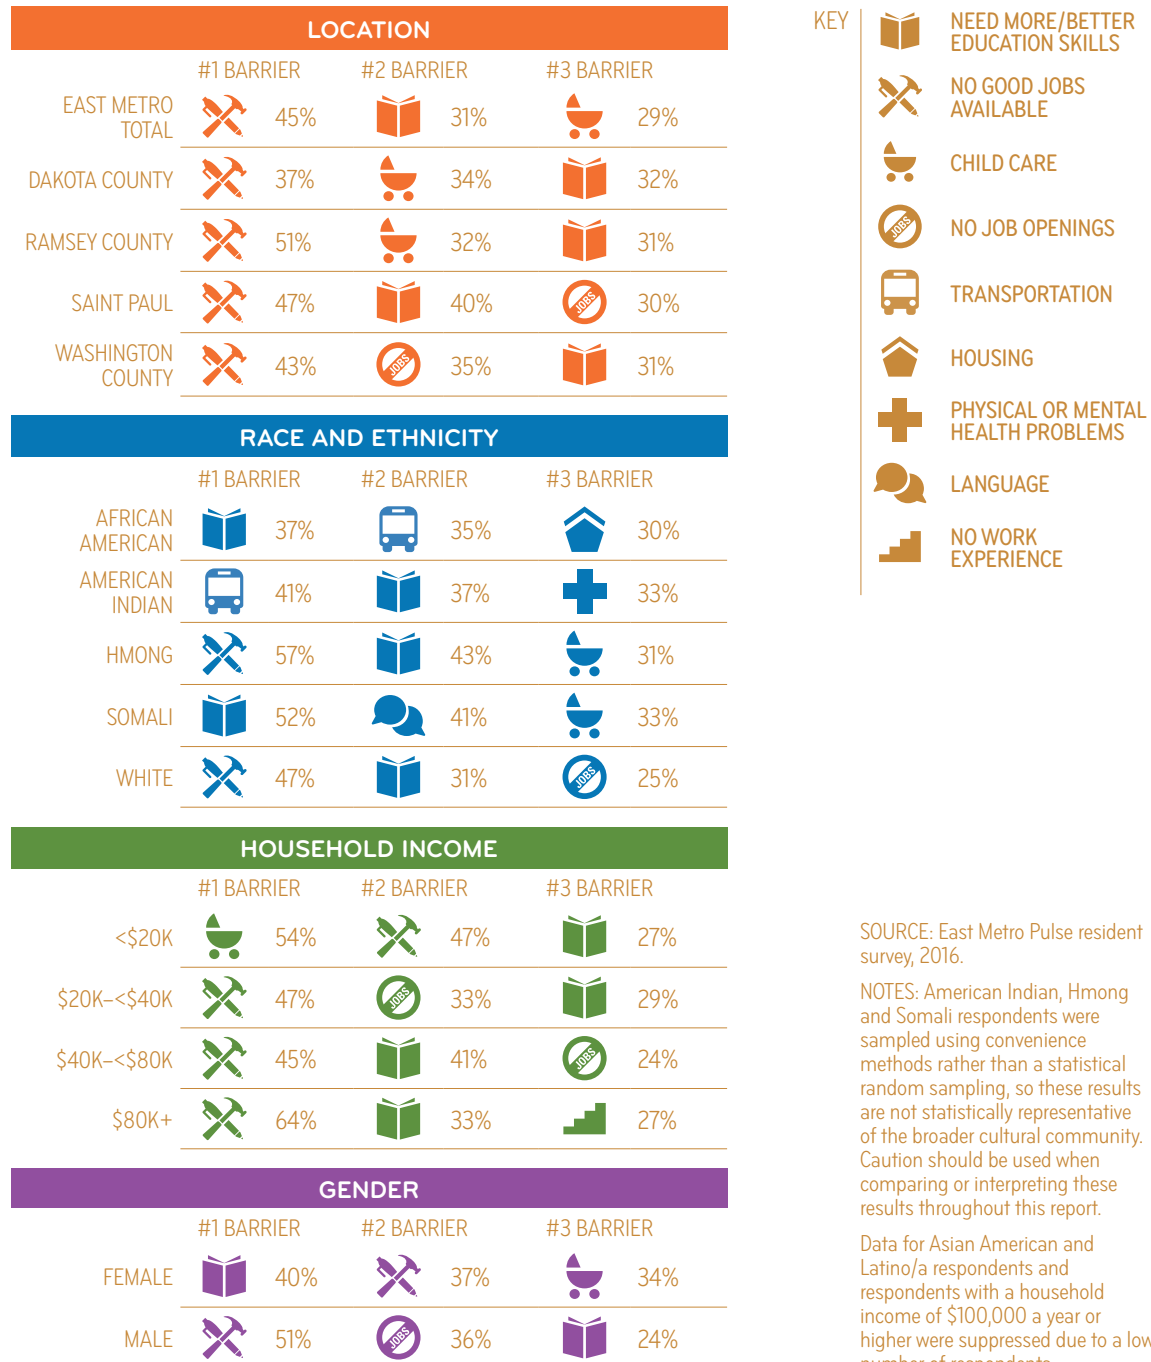 LOCATION
#1 BARRIER #2 BARRIER #3 BARRIER
EAST METRO
TOTAL 45% 31% 29%
DAKOTA COUNTY 37% 34% 32%
RAMSEY COUNTY 51% 32% 31%
SAINT PAUL 47% 40% JOBS 30%
WASHINGTON
COUNTY 43% JOBS 35% 31%
RACE AND ETHNICITY
#1 BARRIER #2 BARRIER #3 BARRIER
AFRICAN
AMERICAN 37% 35% 30%
AMERICAN
INDIAN 41% 37% 33%
HMONG 57% 43% 31%
SOMALI 52% 41% 33%
WHITE 47% 31% JOBS 25%
HOUSEHOLD INCOME
#1 BARRIER #2 BARRIER #3 BARRIER
<$20K 54% 47% 27%
$20K–<$40K 47% JOBS 33% 29%
$40K–<$80K 45% 41% JOBS 24%
$80K+ 64% 33% 27%
GENDER
#1 BARRIER #2 BARRIER #3 BARRIER
FEMALE 40% 37% 34%
MALE 51% JOBS 36% 24%
KEY
NEED MORE/BETTER
EDUCATION SKILLS
NO GOOD JOBS
AVAILABLE
CHILD CARE
JOBS NO JOB OPENINGS
TRANSPORTATION
HOUSING
PHYSICAL OR MENTAL
HEALTH PROBLEMS
LANGUAGE
NO WORK
EXPERIENCE
SOURCE: East Metro Pulse resident
survey, 2016.
NOTES: American Indian, Hmong
and Somali respondents were
sampled using convenience
methods rather than a statistical
random sampling, so these results
are not statistically representative
of the broader cultural community.
Caution should be used when
comparing or interpreting these
results throughout this report.
Data for Asian American and
Latino/a respondents and
respondents with a household
income of $100,000 a year or
higher were suppressed due to a low
number of respondents